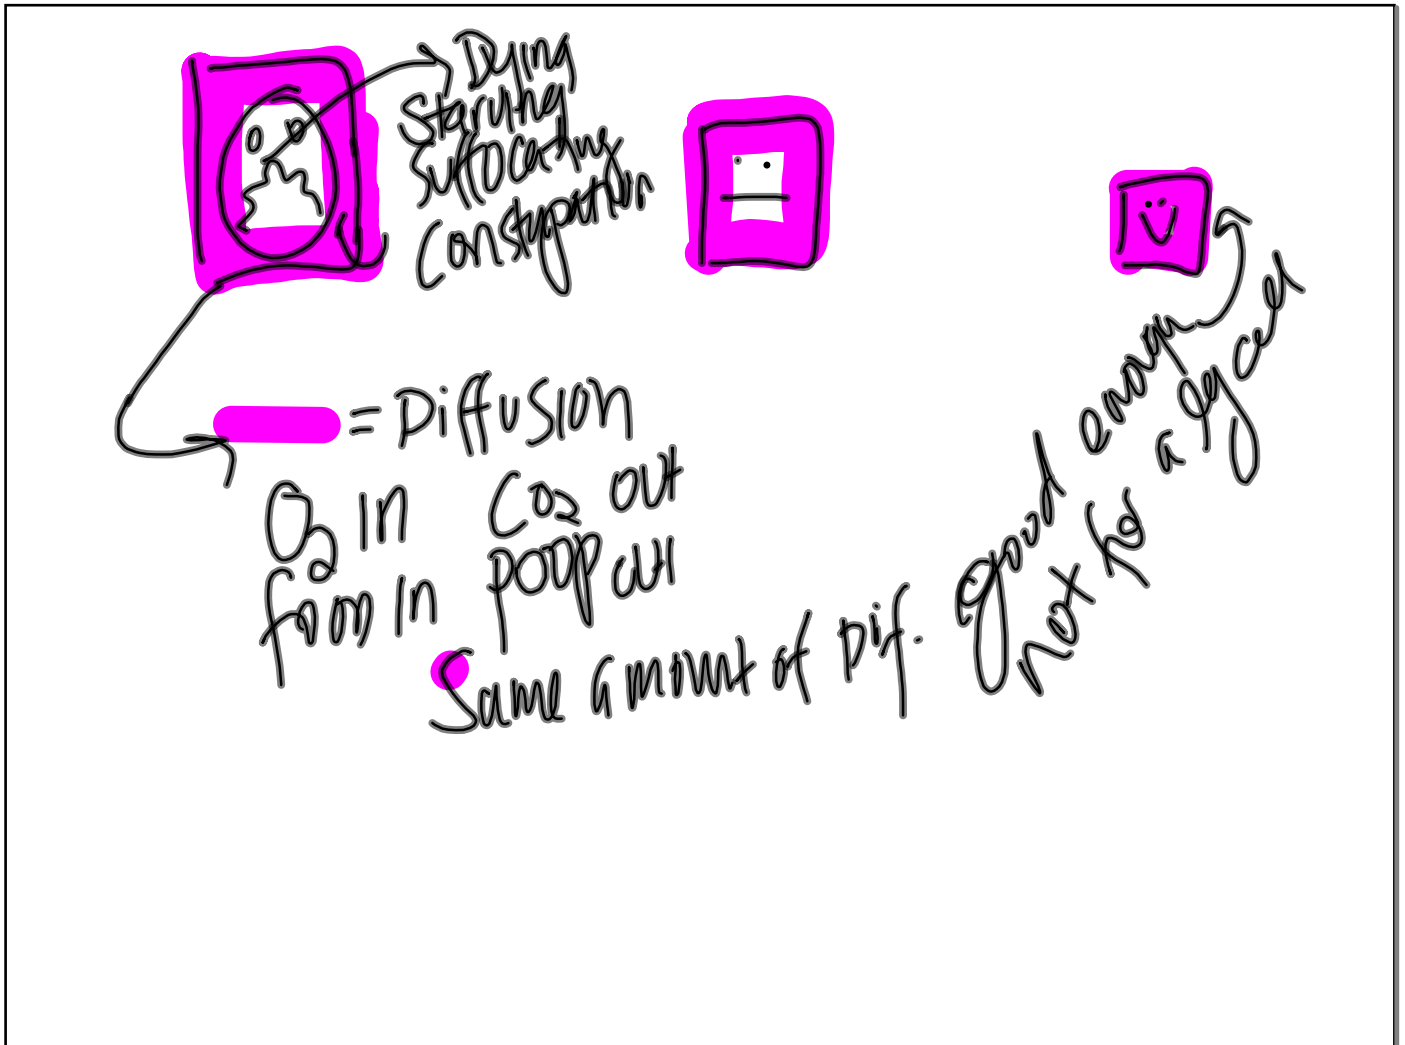 Dying
Starving
Suffocating
Constipation
= Diffusion
O2 in CO2 out
food in poop out
Same amount of Dif.
good enough
not for a lg cell